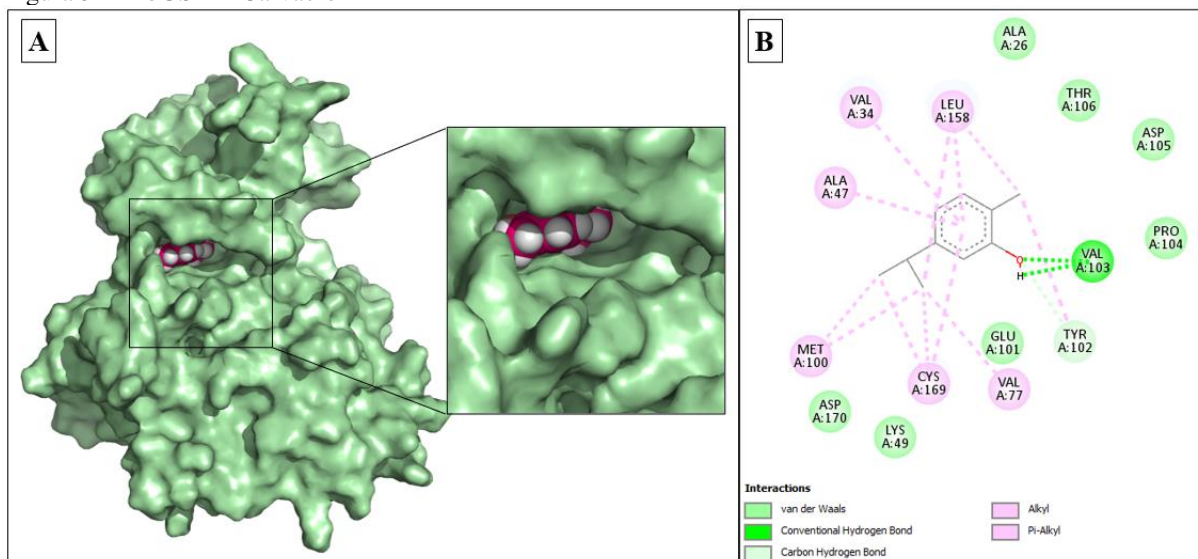 A
B
ALA
A:26
THR
A:106
VAL
A:34
LEU
A:158
ASP
A:105
ALA
A:47
PRO
A:104
VAL
A:103
O
H
MET
A:100
GLU
A:101
TYR
A:102
CYS
A:169
VAL
A:77
ASP
A:170
LYS
A:49
Interactions
van der Waals
Conventional Hydrogen Bond
Carbon Hydrogen Bond
Alkyl
Pi-Alkyl